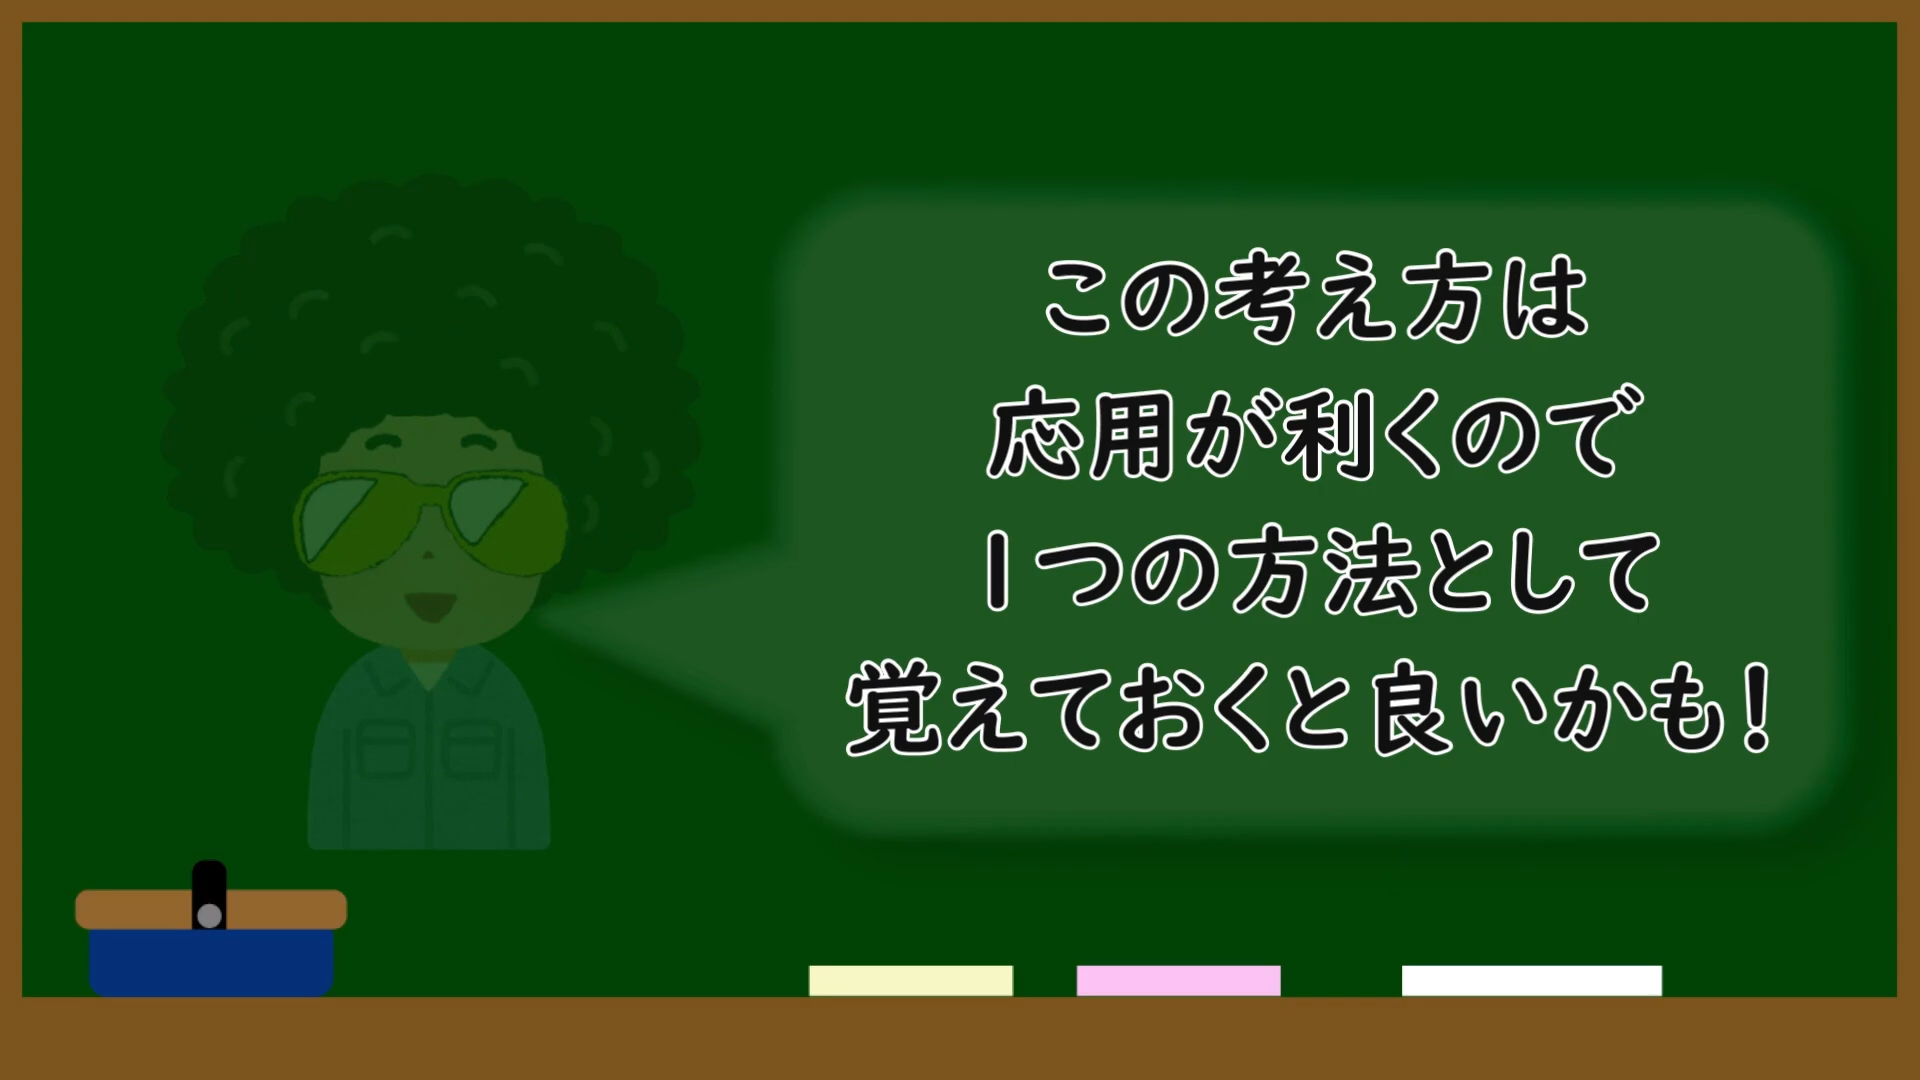 この考え方は
応用が利くので
1つの方法として
覚えておくと良いかも!